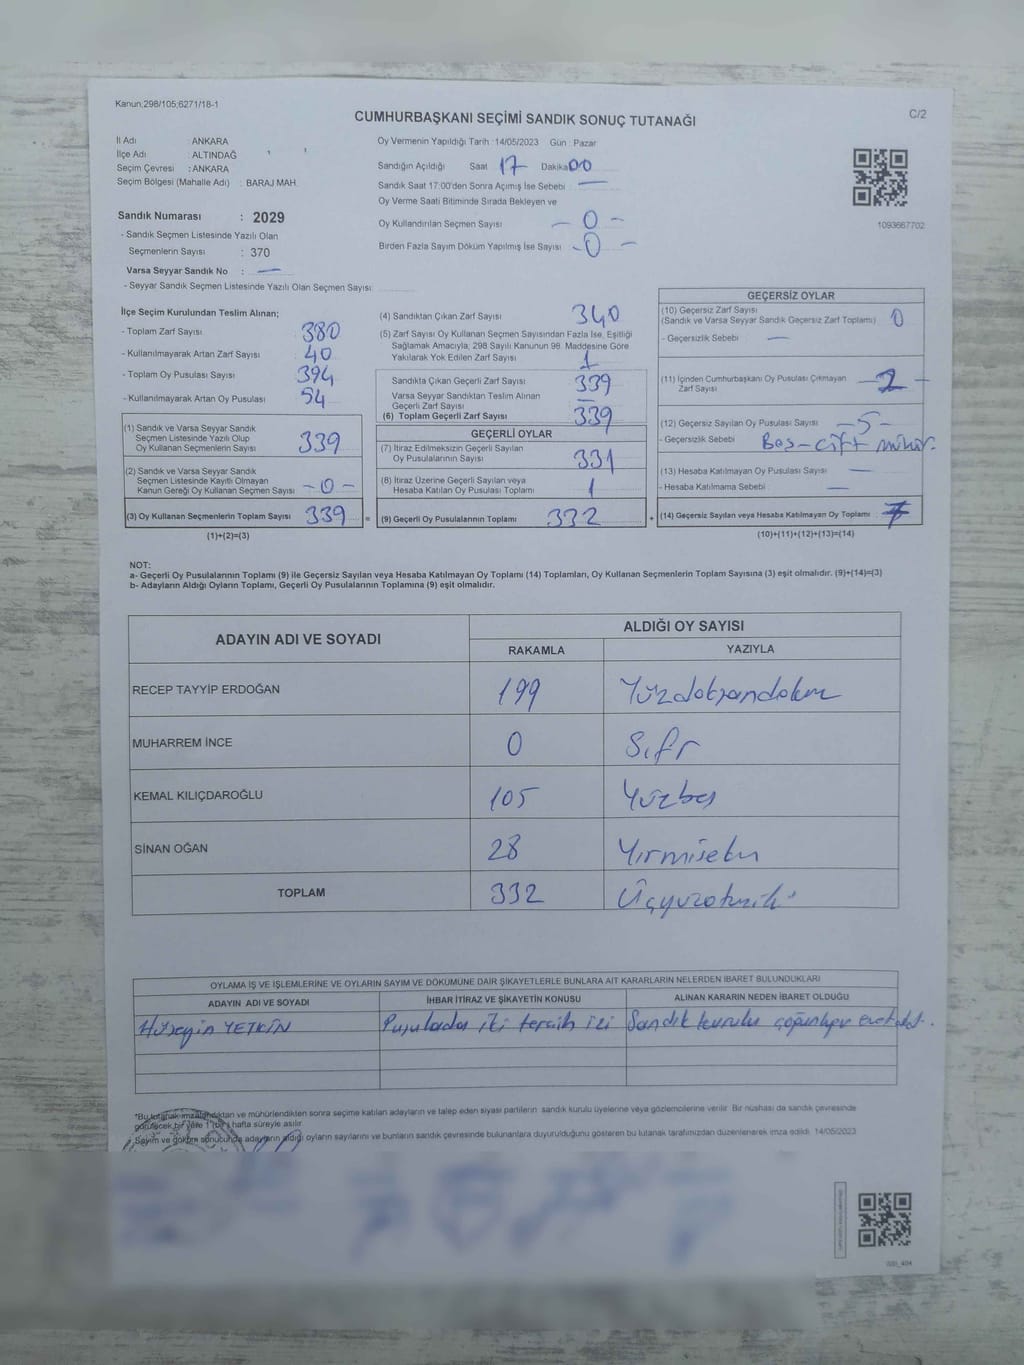 Kanun;298/105;6271/18-1
C/2
CUMHURBAŞKANI SEÇİMİ SANDIK SONUÇ TUTANAĞI
İl Adı : ANKARA
İlçe Adı : ALTINDAĞ
Seçim Çevresi : ANKARA
Seçim Bölgesi (Mahalle Adı) : BARAJ MAH.
Sandık Numarası : 2029
- Sandık Seçmen Listesinde Yazılı Olan
Seçmenlerin Sayısı : 370
Varsa Seyyar Sandık No : —
- Seyyar Sandık Seçmen Listesinde Yazılı Olan Seçmen Sayısı:
Oy Vermenin Yapıldığı Tarih : 14/05/2023 Gün : Pazar
Sandığın Açıldığı Saat 17 Dakika 00
Sandık Saat 17:00'den Sonra Açımış İse Sebebi : —
Oy Verme Saati Bitiminde Sırada Bekleyen ve
Oy Kullandırılan Seçmen Sayısı — 0 —
Birden Fazla Sayım Döküm Yapılmış İse Sayısı - 0 —
1093667702
İlçe Seçim Kurulundan Teslim Alınan;
- Toplam Zarf Sayısı 380
- Kullanılmayarak Artan Zarf Sayısı 40
- Toplam Oy Pusulası Sayısı 394
- Kullanılmayarak Artan Oy Pusulası 54
(1) Sandık ve Varsa Seyyar Sandık
Seçmen Listesinde Yazılı Olup
Oy Kullanan Seçmenlerin Sayısı 339
(2) Sandık ve Varsa Seyyar Sandık
Seçmen Listesinde Kayıtlı Olmayan
Kanun Gereği Oy Kullanan Seçmen Sayısı - 0 -
(3) Oy Kullanan Seçmenlerin Toplam Sayısı 339 =
(1)+(2)=(3)
(4) Sandıktan Çıkan Zarf Sayısı 340
(5) Zarf Sayısı Oy Kullanan Seçmen Sayısından Fazla İse, Eşitliği
Sağlamak Amacıyla, 298 Sayılı Kanunun 98. Maddesine Göre
Yakılarak Yok Edilen Zarf Sayısı 1
Sandıkta Çıkan Geçerli Zarf Sayısı 339
Varsa Seyyar Sandıktan Teslim Alınan
Geçerli Zarf Sayısı —
(6) Toplam Geçerli Zarf Sayısı 339
GEÇERLİ OYLAR
(7) İtiraz Edilmeksizin Geçerli Sayılan
Oy Pusulalarının Sayısı 331
(8) İtiraz Üzerine Geçerli Sayılan veya
Hesaba Katılan Oy Pusulası Toplamı 1
(9) Geçerli Oy Pusulalarının Toplamı 332 +
GEÇERSİZ OYLAR
(10) Geçersiz Zarf Sayısı
(Sandık ve Varsa Seyyar Sandık Geçersiz Zarf Toplamı) 0
- Geçersizlik Sebebi —
(11) İçinden Cumhurbaşkanı Oy Pusulası Çıkmayan
Zarf Sayısı - 2 -
(12) Geçersiz Sayılan Oy Pusulası Sayısı - 5 -
- Geçersizlik Sebebi Boş-çift mühür.
(13) Hesaba Katılmayan Oy Pusulası Sayısı —
- Hesaba Katılmama Sebebi —
(14) Geçersiz Sayılan veya Hesaba Katılmayan Oy Toplamı 7
(10)+(11)+(12)+(13)=(14)
NOT:
a- Geçerli Oy Pusulalarının Toplamı (9) ile Geçersiz Sayılan veya Hesaba Katılmayan Oy Toplamı (14) Toplamları, Oy Kullanan Seçmenlerin Toplam Sayısına (3) eşit olmalıdır. (9)+(14)=(3)
b- Adayların Aldığı Oyların Toplamı, Geçerli Oy Pusulalarının Toplamına (9) eşit olmalıdır.
ADAYIN ADI VE SOYADI
ALDIĞI OY SAYISI
RAKAMLA YAZIYLA
RECEP TAYYİP ERDOĞAN 199 Yüzdoksandokuz
MUHARREM İNCE 0 Sıfır
KEMAL KILIÇDAROĞLU 105 Yüzbeş
SİNAN OĞAN 28 Yirmisekiz
TOPLAM 332 Üçyüzotuziki
OYLAMA İŞ VE İŞLEMLERİNE VE OYLARIN SAYIM VE DÖKÜMÜNE DAİR ŞİKAYETLERLE BUNLARA AİT KARARLARIN NELERDEN İBARET BULUNDUKLARI
ADAYIN ADI VE SOYADI İHBAR İTİRAZ VE ŞİKAYETİN KONUSU ALINAN KARARIN NEDEN İBARET OLDUĞU
Hüseyin YETKİN Pusulada iki tercih izi Sandık kurulu
*Bu tutanak imzalandıktan ve mühürlendikten sonra seçime katılan adayların ve talep eden siyasi partilerin sandık kurulu üyelerine veya gözlemcilerine verilir. Bir nüshası da sandık çevresinde
görülecek bir yere 1 (bir) hafta süreyle asılır.
Sayım ve döküm sonucunda adayların aldığı oyların sayılarını ve bunların sandık çevresinde bulunanlara duyurulduğunu gösteren bu tutanak tarafımızdan düzenlenerek imza edildi. 14/05/2023